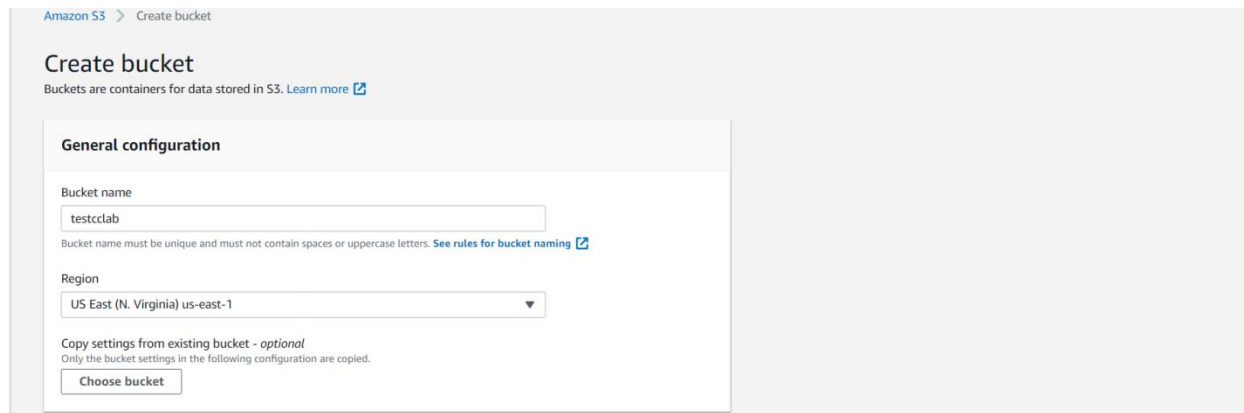 Amazon S3 > Create bucket
Create bucket
Buckets are containers for data stored in S3. Learn more
General configuration
Bucket name
testcclab
Bucket name must be unique and must not contain spaces or uppercase letters. See rules for bucket naming
Region
US East (N. Virginia) us-east-1
Copy settings from existing bucket - optional
Only the bucket settings in the following configuration are copied.
Choose bucket